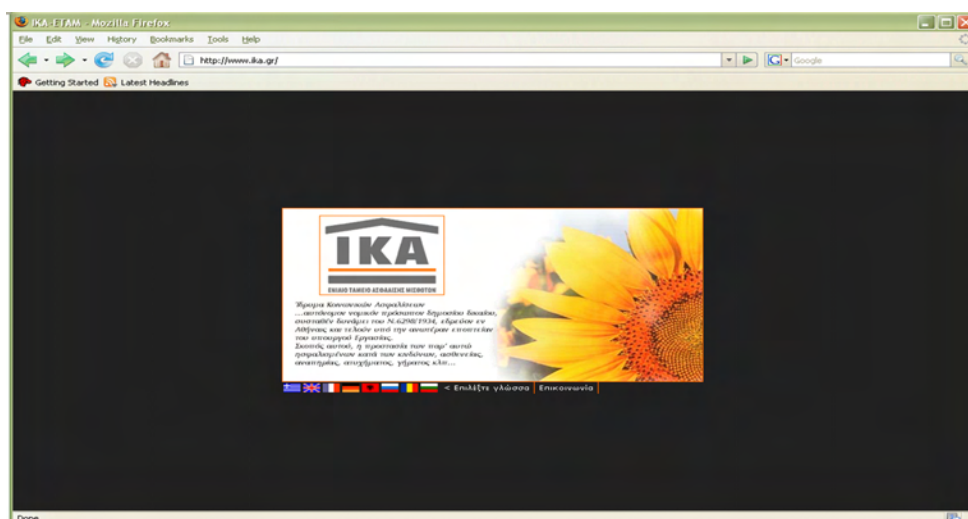 IKA-ETAM - Mozilla Firefox
File Edit View History Bookmarks Tools Help
http://www.ika.gr/
Google
Getting Started Latest Headlines
ΙΚΑ
ΕΝΙΑΙΟ ΤΑΜΕΙΟ ΑΣΦΑΛΙΣΗΣ ΜΙΣΘΩΤΩΝ
Ίδρυμα Κοινωνικών Ασφαλίσεων
...αυτόνομον νομικόν πρόσωπον δημοσίου δικαίου,
συσταθέν δυνάμει του Ν.6298/1934, εδρεύον εν
Αθήναις και τελούν υπό την ανωτέραν εποπτείαν
του υπουργού Εργασίας.
Σκοπός αυτού, η προστασία των παρ' αυτώ
ησφαλισμένων κατά των κινδύνων, ασθενείας,
αναπηρίας, ατυχήματος, γήρατος κλπ...
< Επιλέξτε γλώσσα Επικοινωνία
Done